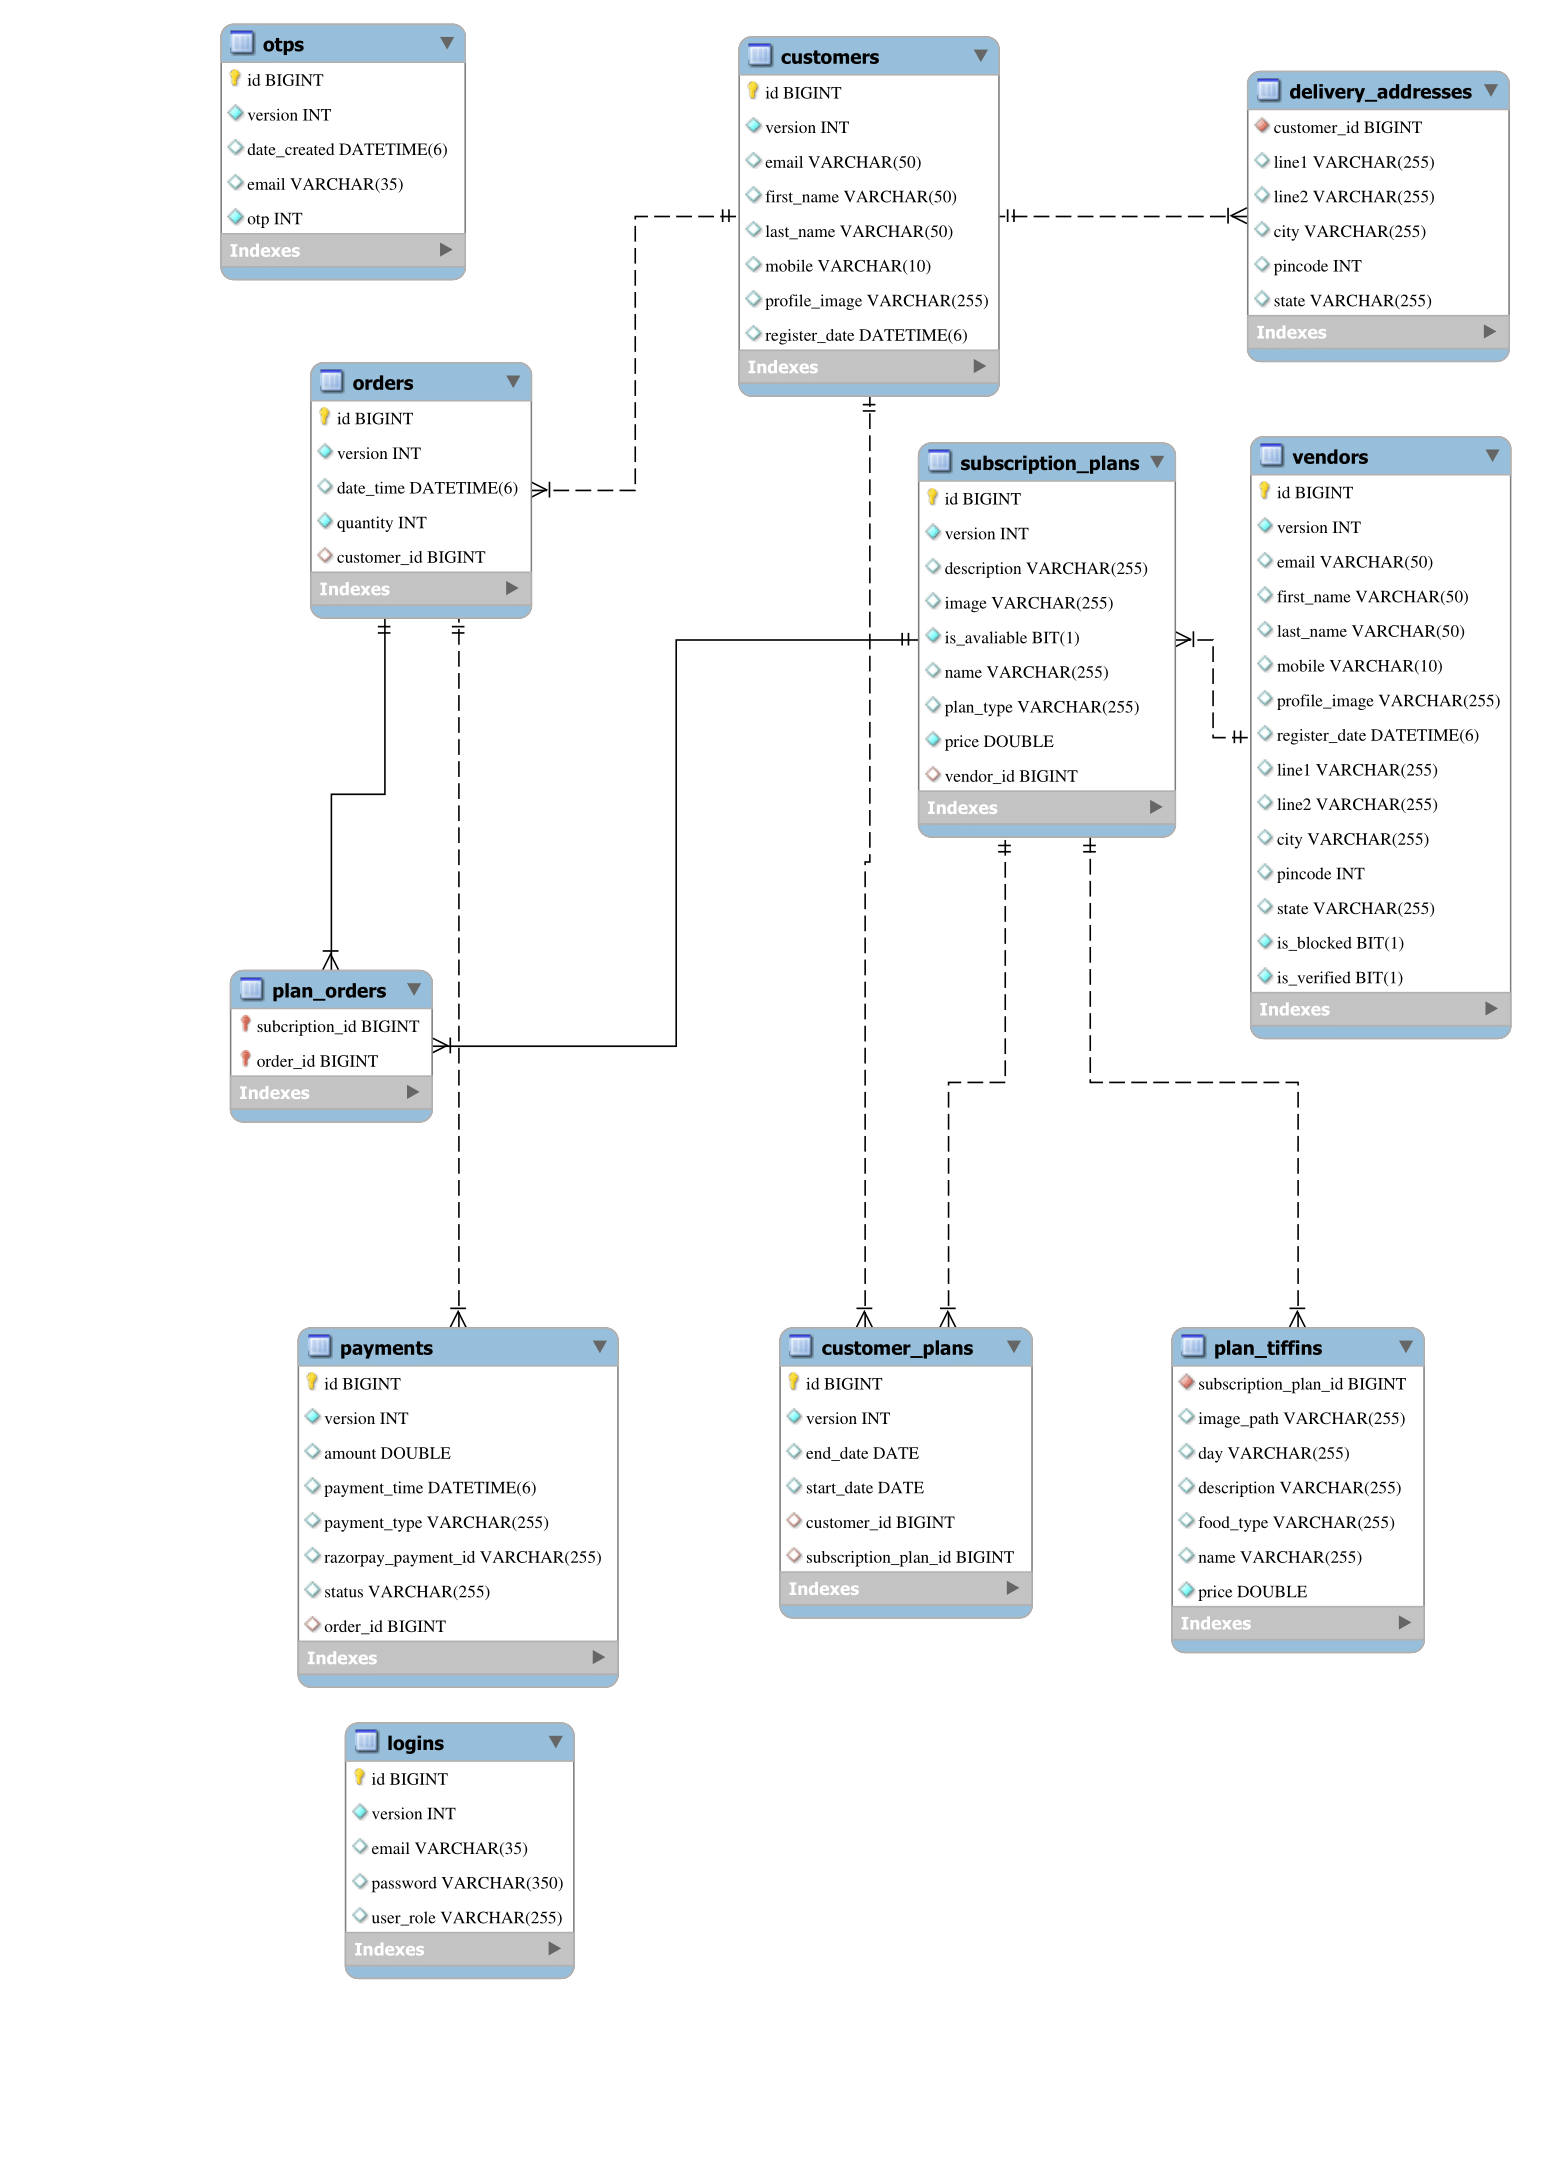 otps
id BIGINT
version INT
date_created DATETIME(6)
email VARCHAR(35)
otp INT
Indexes
customers
id BIGINT
version INT
email VARCHAR(50)
first_name VARCHAR(50)
last_name VARCHAR(50)
mobile VARCHAR(10)
profile_image VARCHAR(255)
register_date DATETIME(6)
Indexes
delivery_addresses
customer_id BIGINT
line1 VARCHAR(255)
line2 VARCHAR(255)
city VARCHAR(255)
pincode INT
state VARCHAR(255)
Indexes
orders
id BIGINT
version INT
date_time DATETIME(6)
quantity INT
customer_id BIGINT
Indexes
subscription_plans
id BIGINT
version INT
description VARCHAR(255)
image VARCHAR(255)
is_avaliable BIT(1)
name VARCHAR(255)
plan_type VARCHAR(255)
price DOUBLE
vendor_id BIGINT
Indexes
vendors
id BIGINT
version INT
email VARCHAR(50)
first_name VARCHAR(50)
last_name VARCHAR(50)
mobile VARCHAR(10)
profile_image VARCHAR(255)
register_date DATETIME(6)
line1 VARCHAR(255)
line2 VARCHAR(255)
city VARCHAR(255)
pincode INT
state VARCHAR(255)
is_blocked BIT(1)
is_verified BIT(1)
Indexes
plan_orders
subcription_id BIGINT
order_id BIGINT
Indexes
payments
id BIGINT
version INT
amount DOUBLE
payment_time DATETIME(6)
payment_type VARCHAR(255)
razorpay_payment_id VARCHAR(255)
status VARCHAR(255)
order_id BIGINT
Indexes
customer_plans
id BIGINT
version INT
end_date DATE
start_date DATE
customer_id BIGINT
subscription_plan_id BIGINT
Indexes
plan_tiffins
subscription_plan_id BIGINT
image_path VARCHAR(255)
day VARCHAR(255)
description VARCHAR(255)
food_type VARCHAR(255)
name VARCHAR(255)
price DOUBLE
Indexes
logins
id BIGINT
version INT
email VARCHAR(35)
password VARCHAR(350)
user_role VARCHAR(255)
Indexes